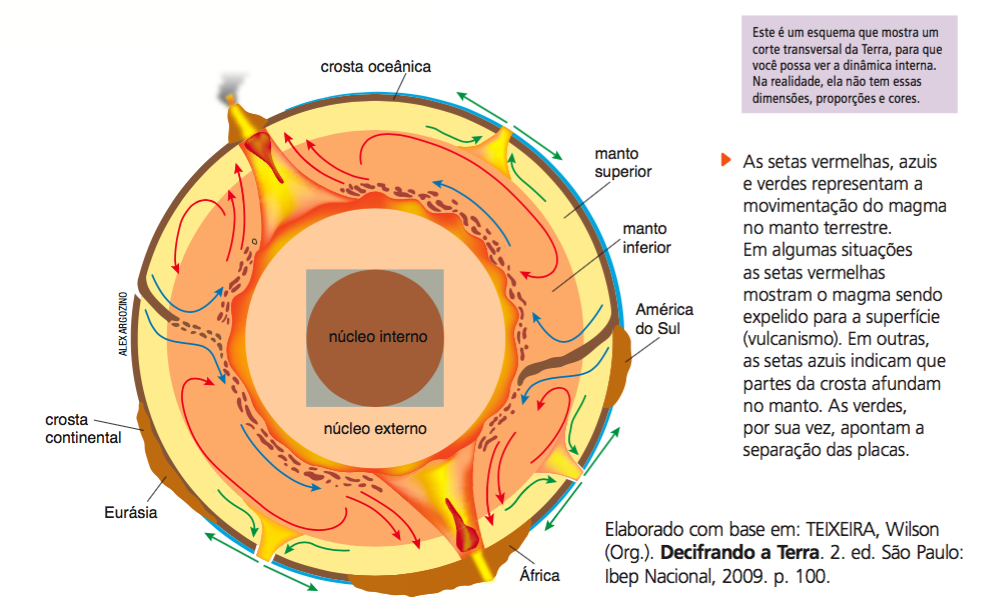 Este é um esquema que mostra um
corte transversal da Terra, para que
você possa ver a dinâmica interna.
Na realidade, ela não tem essas
dimensões, proporções e cores.
crosta oceânica
manto
superior
manto
inferior
América
do Sul
ALEX ARGOZINO
núcleo interno
núcleo externo
crosta
continental
Eurásia
África
As setas vermelhas, azuis
e verdes representam a
movimentação do magma
no manto terrestre.
Em algumas situações
as setas vermelhas
mostram o magma sendo
expelido para a superfície
(vulcanismo). Em outras,
as setas azuis indicam que
partes da crosta afundam
no manto. As verdes,
por sua vez, apontam a
separação das placas.
Elaborado com base em: TEIXEIRA, Wilson
(Org.). Decifrando a Terra. 2. ed. São Paulo:
Ibep Nacional, 2009. p. 100.